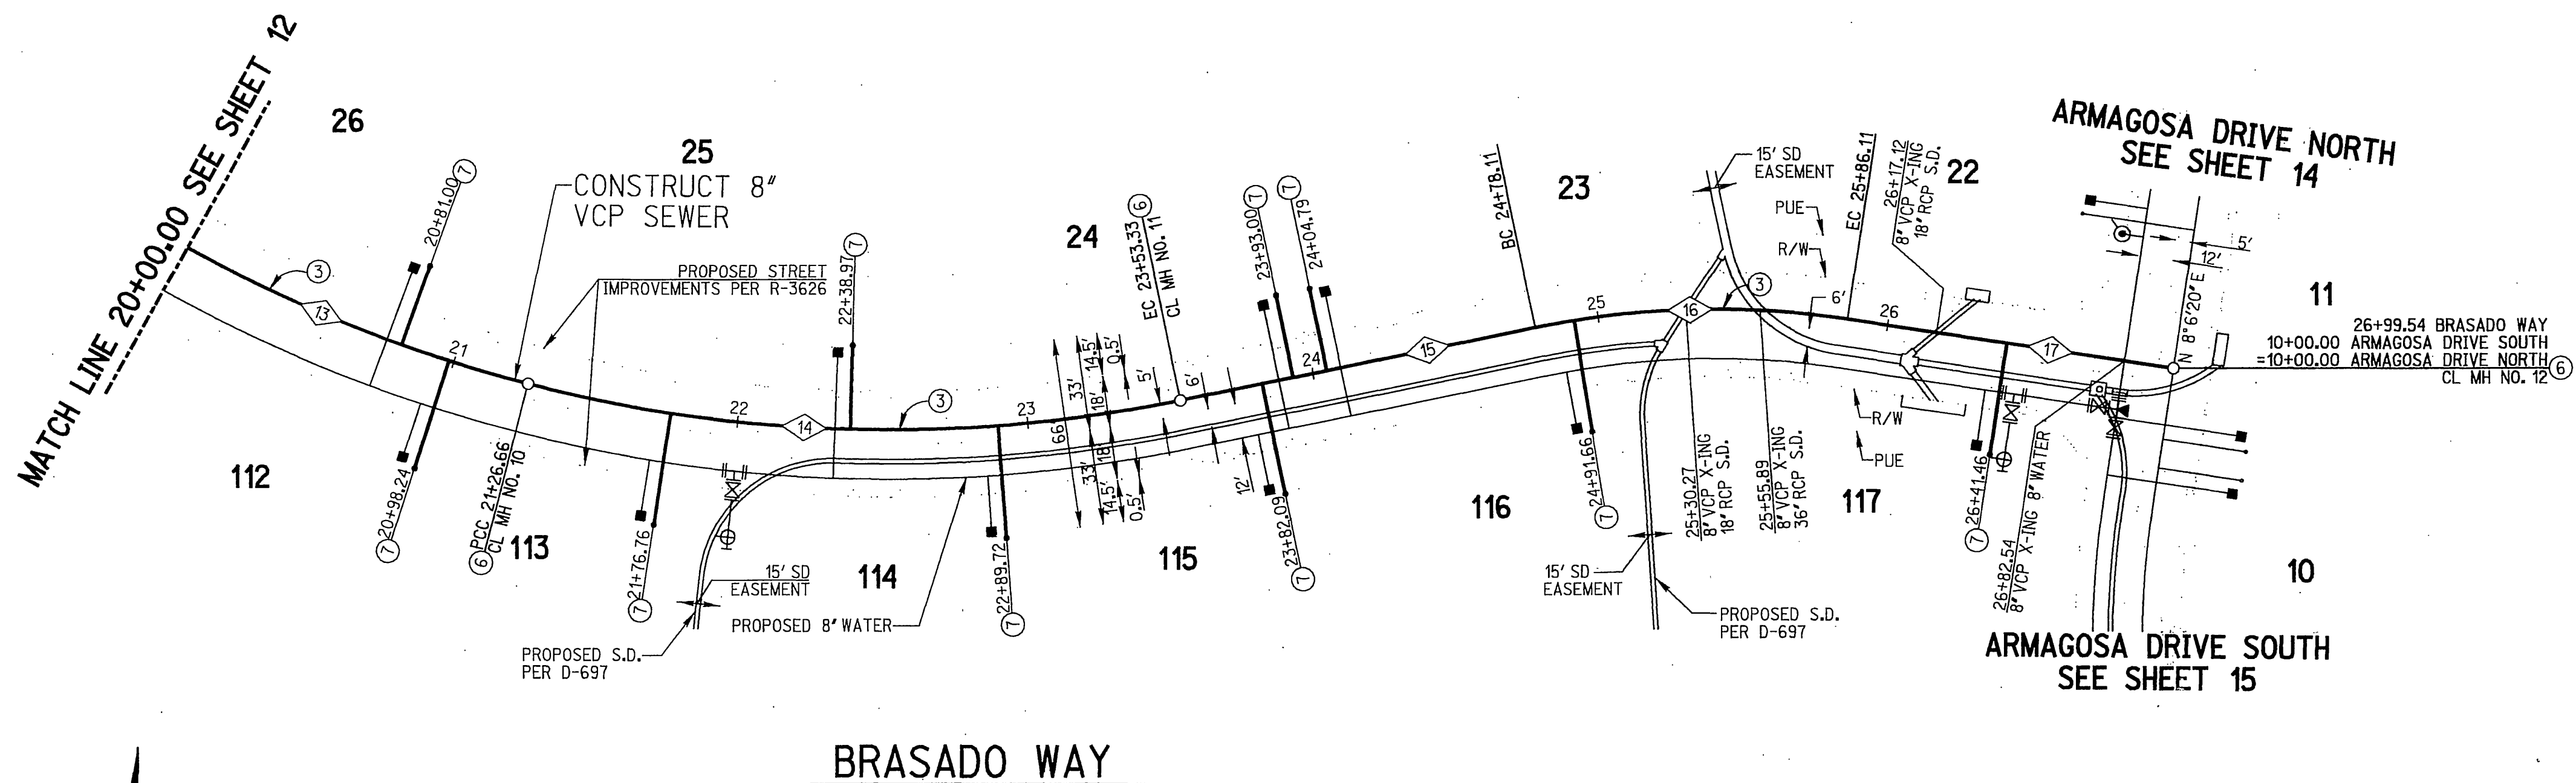 MATCH LINE 20+00.00 SEE SHEET 12
26
20+81.00 7
25
CONSTRUCT 8"
VCP SEWER
3
13
21
PROPOSED STREET
IMPROVEMENTS PER R-3626
112
7 20+98.24
6 PCC 21+26.66
CL MH NO. 10
113
7 21+76.76
22
14
22+38.97 7
3
114
15' SD
EASEMENT
PROPOSED S.D.
PER D-697
PROPOSED 8" WATER
23
22+89.72
7
24
EC 23+53.33 6
CL MH NO. 11
66'
33'
14.5'
0.5'
18'
5'
6'
33'
18'
14.5'
0.5'
12'
115
23+93.00 7
24+04.79 7
24
23+82.09
7
15
BC 24+78.11
23
25
116
24+91.66
7
15' SD
EASEMENT
PROPOSED S.D.
PER D-697
15' SD
EASEMENT
16
3
25+30.27
8" VCP X-ING
18" RCP S.D.
25+55.89
8" VCP X-ING
36" RCP S.D.
PUE
R/W
6'
EC 25+86.11
26+17.12
8" VCP X-ING
18" RCP S.D.
22
26
R/W
PUE
117
17
7 26+41.46
26+82.54
8" VCP X-ING 8" WATER
ARMAGOSA DRIVE NORTH
SEE SHEET 14
5'
12'
N 8°6'20" E
11
26+99.54 BRASADO WAY
10+00.00 ARMAGOSA DRIVE SOUTH
=10+00.00 ARMAGOSA DRIVE NORTH
CL MH NO. 12 6
10
ARMAGOSA DRIVE SOUTH
SEE SHEET 15
BRASADO WAY